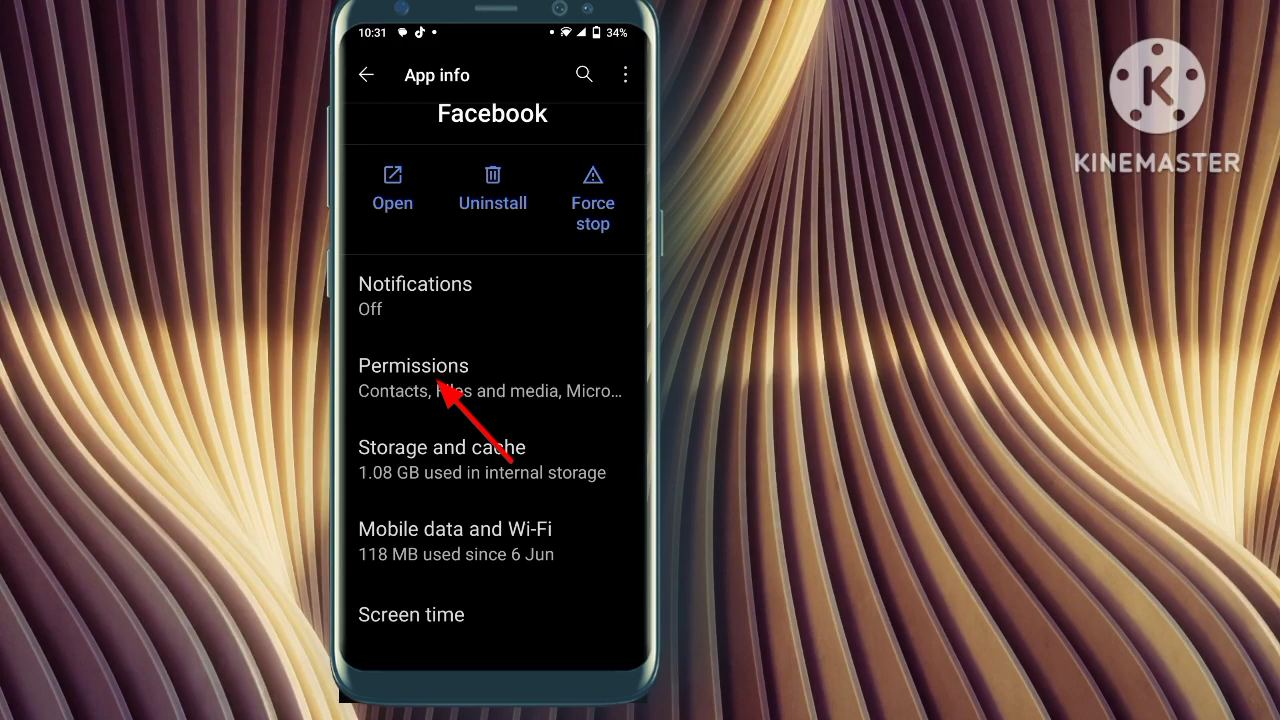 10:31
34%
App info
Facebook
Open
Uninstall
Force
stop
Notifications
Off
Permissions
Contacts, Files and media, Micro...
Storage and cache
1.08 GB used in internal storage
Mobile data and Wi-Fi
118 MB used since 6 Jun
Screen time
K
KINEMASTER